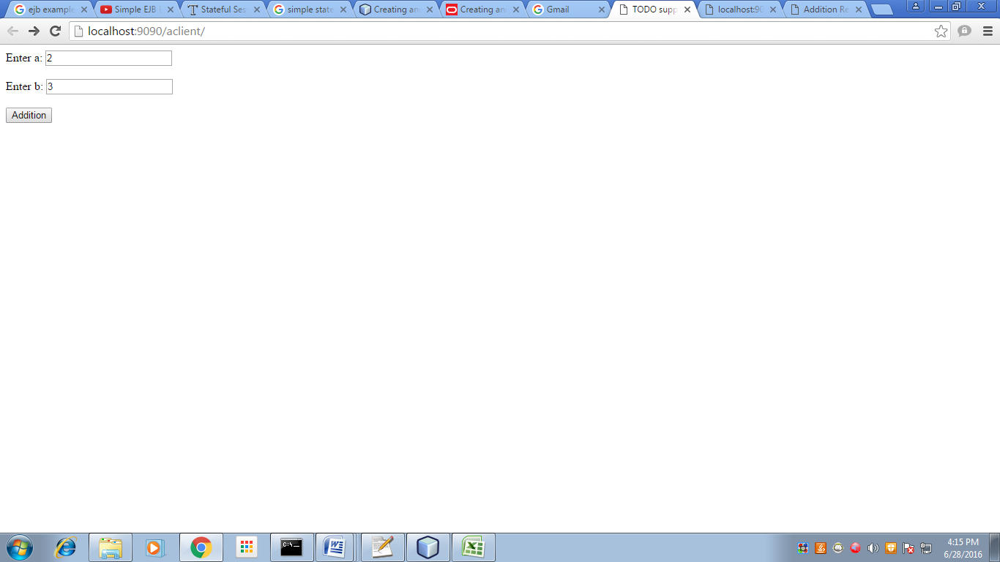 ejb example
Simple EJB
Stateful Ses
simple state
Creating an
Creating an
Gmail
TODO supp
localhost:90
Addition Re
localhost:9090/aclient/
Enter a: 2
Enter b: 3
Addition
4:15 PM
6/28/2016